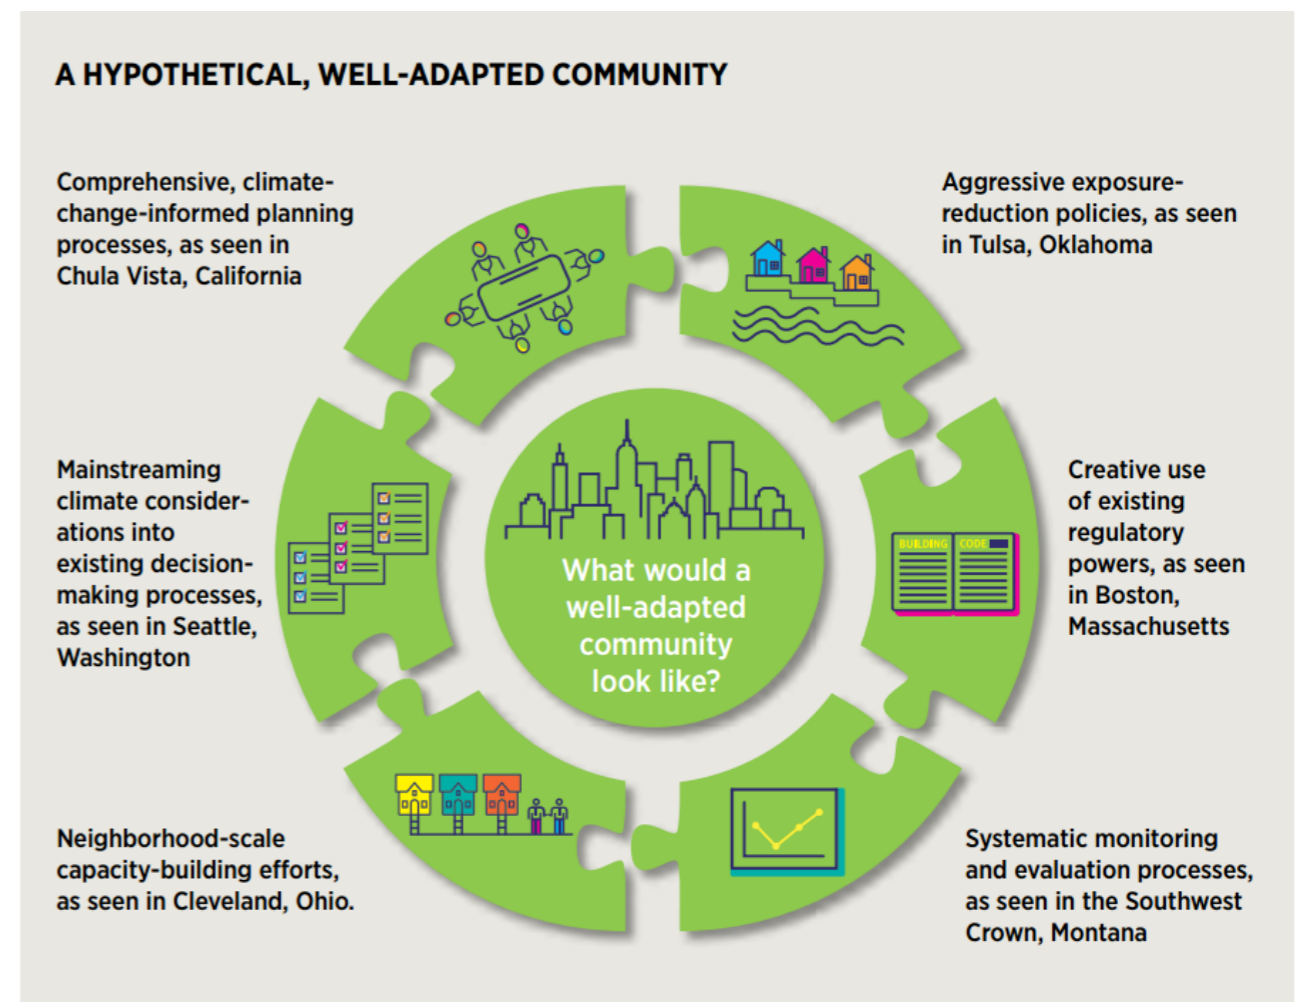 A HYPOTHETICAL, WELL-ADAPTED COMMUNITY
Comprehensive, climate-
change-informed planning
processes, as seen in
Chula Vista, California
Aggressive exposure-
reduction policies, as seen
in Tulsa, Oklahoma
Mainstreaming
climate consider-
ations into
existing decision-
making processes,
as seen in Seattle,
Washington
What would a
well-adapted
community
look like?
BUILDING CODE
Creative use
of existing
regulatory
powers, as seen
in Boston,
Massachusetts
Neighborhood-scale
capacity-building efforts,
as seen in Cleveland, Ohio.
Systematic monitoring
and evaluation processes,
as seen in the Southwest
Crown, Montana